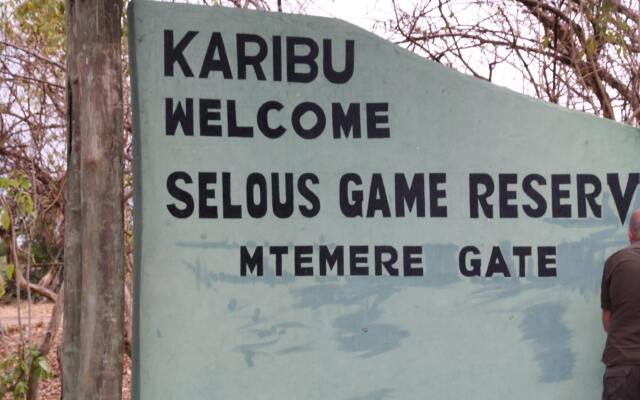 KARIBU
WELCOME
SELOUS GAME RESERV
MTEMERE GATE